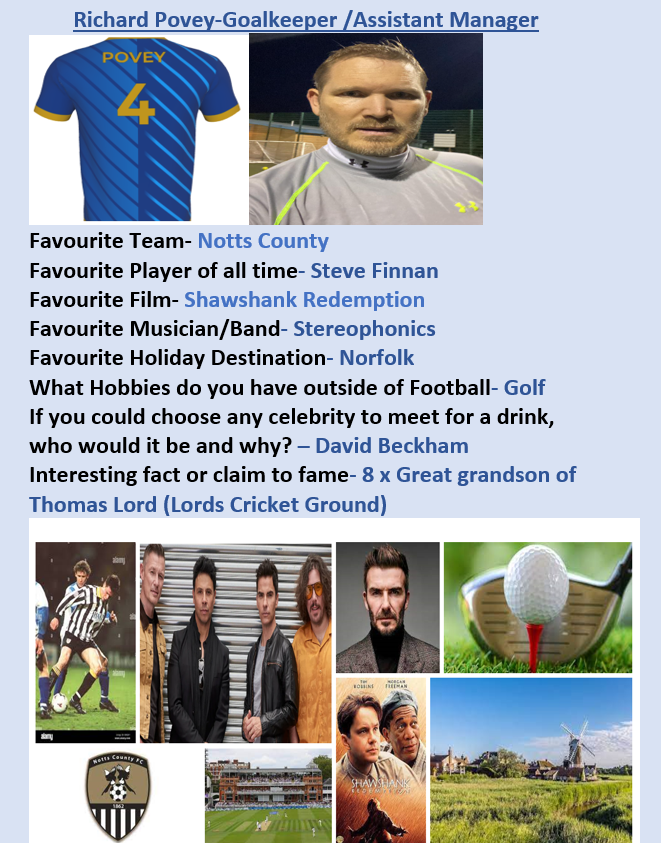 Richard Povey-Goalkeeper /Assistant Manager
POVEY
4
Favourite Team- Notts County
Favourite Player of all time- Steve Finnan
Favourite Film- Shawshank Redemption
Favourite Musician/Band- Stereophonics
Favourite Holiday Destination- Norfolk
What Hobbies do you have outside of Football- Golf
If you could choose any celebrity to meet for a drink,
who would it be and why? – David Beckham
Interesting fact or claim to fame- 8 x Great grandson of
Thomas Lord (Lords Cricket Ground)
alamy
alamy
TIM ROBBINS
MORGAN FREEMAN
SHAWSHANK
REDEMPTION
Notts County FC
1862